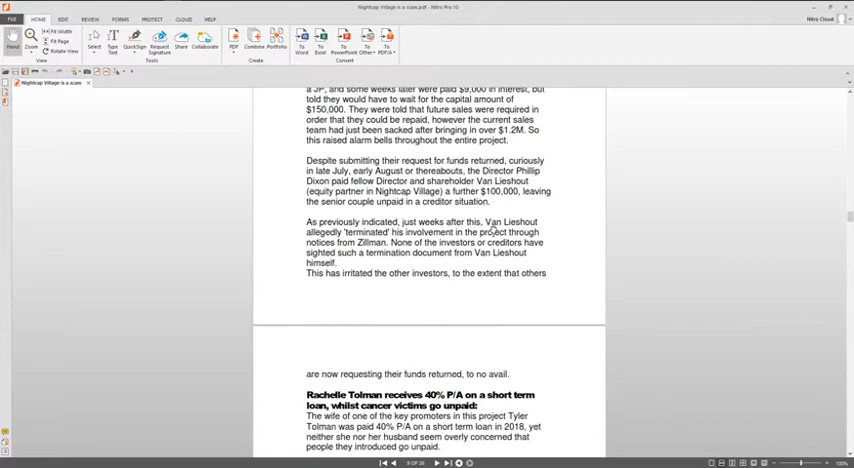 Nightcap Village is a scam.pdf - Nitro Pro 10
FILE HOME EDIT REVIEW FORMS PROTECT CLOUD HELP
Nitro Cloud
Hand
Zoom
Fit Width
Fit Page
Rotate View
View
Select
Type Text
QuickSign
Request Signature
Share
Collaborate
Tools
PDF
Combine
Portfolio
Create
To Word
To Excel
To PowerPoint
To Other
To PDF/A
Convert
Nightcap Village is a scam
a JP, and some weeks later were paid $9,000 in interest, but
told they would have to wait for the capital amount of
$150,000. They were told that future sales were required in
order that they could be repaid, however the current sales
team had just been sacked after bringing in over $1.2M. So
this raised alarm bells throughout the entire project.
Despite submitting their request for funds returned, curiously
in late July, early August or thereabouts, the Director Phillip
Dixon paid fellow Director and shareholder Van Lieshout
(equity partner in Nightcap Village) a further $100,000, leaving
the senior couple unpaid in a creditor situation.
As previously indicated, just weeks after this, Van Lieshout
allegedly 'terminated' his involvement in the project through
notices from Zillman. None of the investors or creditors have
sighted such a termination document from Van Lieshout
himself.
This has irritated the other investors, to the extent that others
are now requesting their funds returned, to no avail.
Rachelle Tolman receives 40% P/A on a short term
loan, whilst cancer victims go unpaid:
The wife of one of the key promoters in this project Tyler
Tolman was paid 40% P/A on a short term loan in 2018, yet
neither she nor her husband seem overly concerned that
people they introduced go unpaid.
9 OF 26
100%